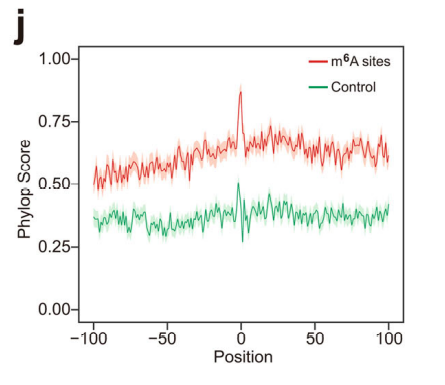 j
1.00
0.75
0.50
0.25
0.00
Phylop Score
m⁶A sites
Control
−100
−50
0
50
100
Position